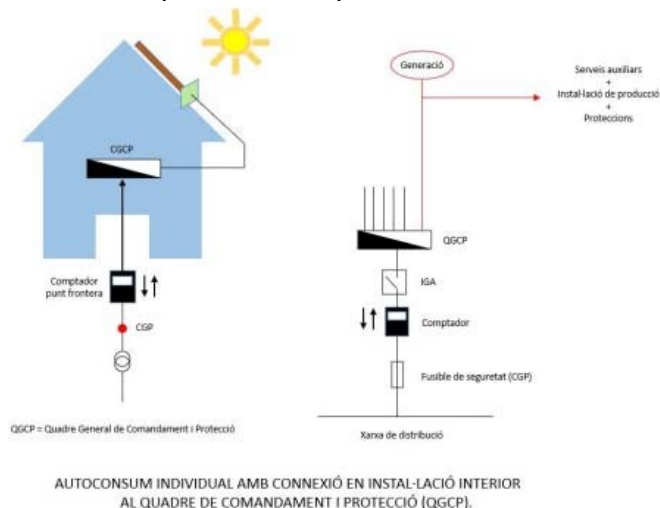 CGCP
Comptador
punt frontera
CGP
QGCP = Quadre General de Comandament i Protecció
Generació
Serveis auxiliars
+
Instal·lació de producció
+
Proteccions
QGCP
IGA
Comptador
Fusible de seguretat (CGP)
Xarxa de distribució
AUTOCONSUM INDIVIDUAL AMB CONNEXIÓ EN INSTAL·LACIÓ INTERIOR
AL QUADRE DE COMANDAMENT I PROTECCIÓ (QGCP).